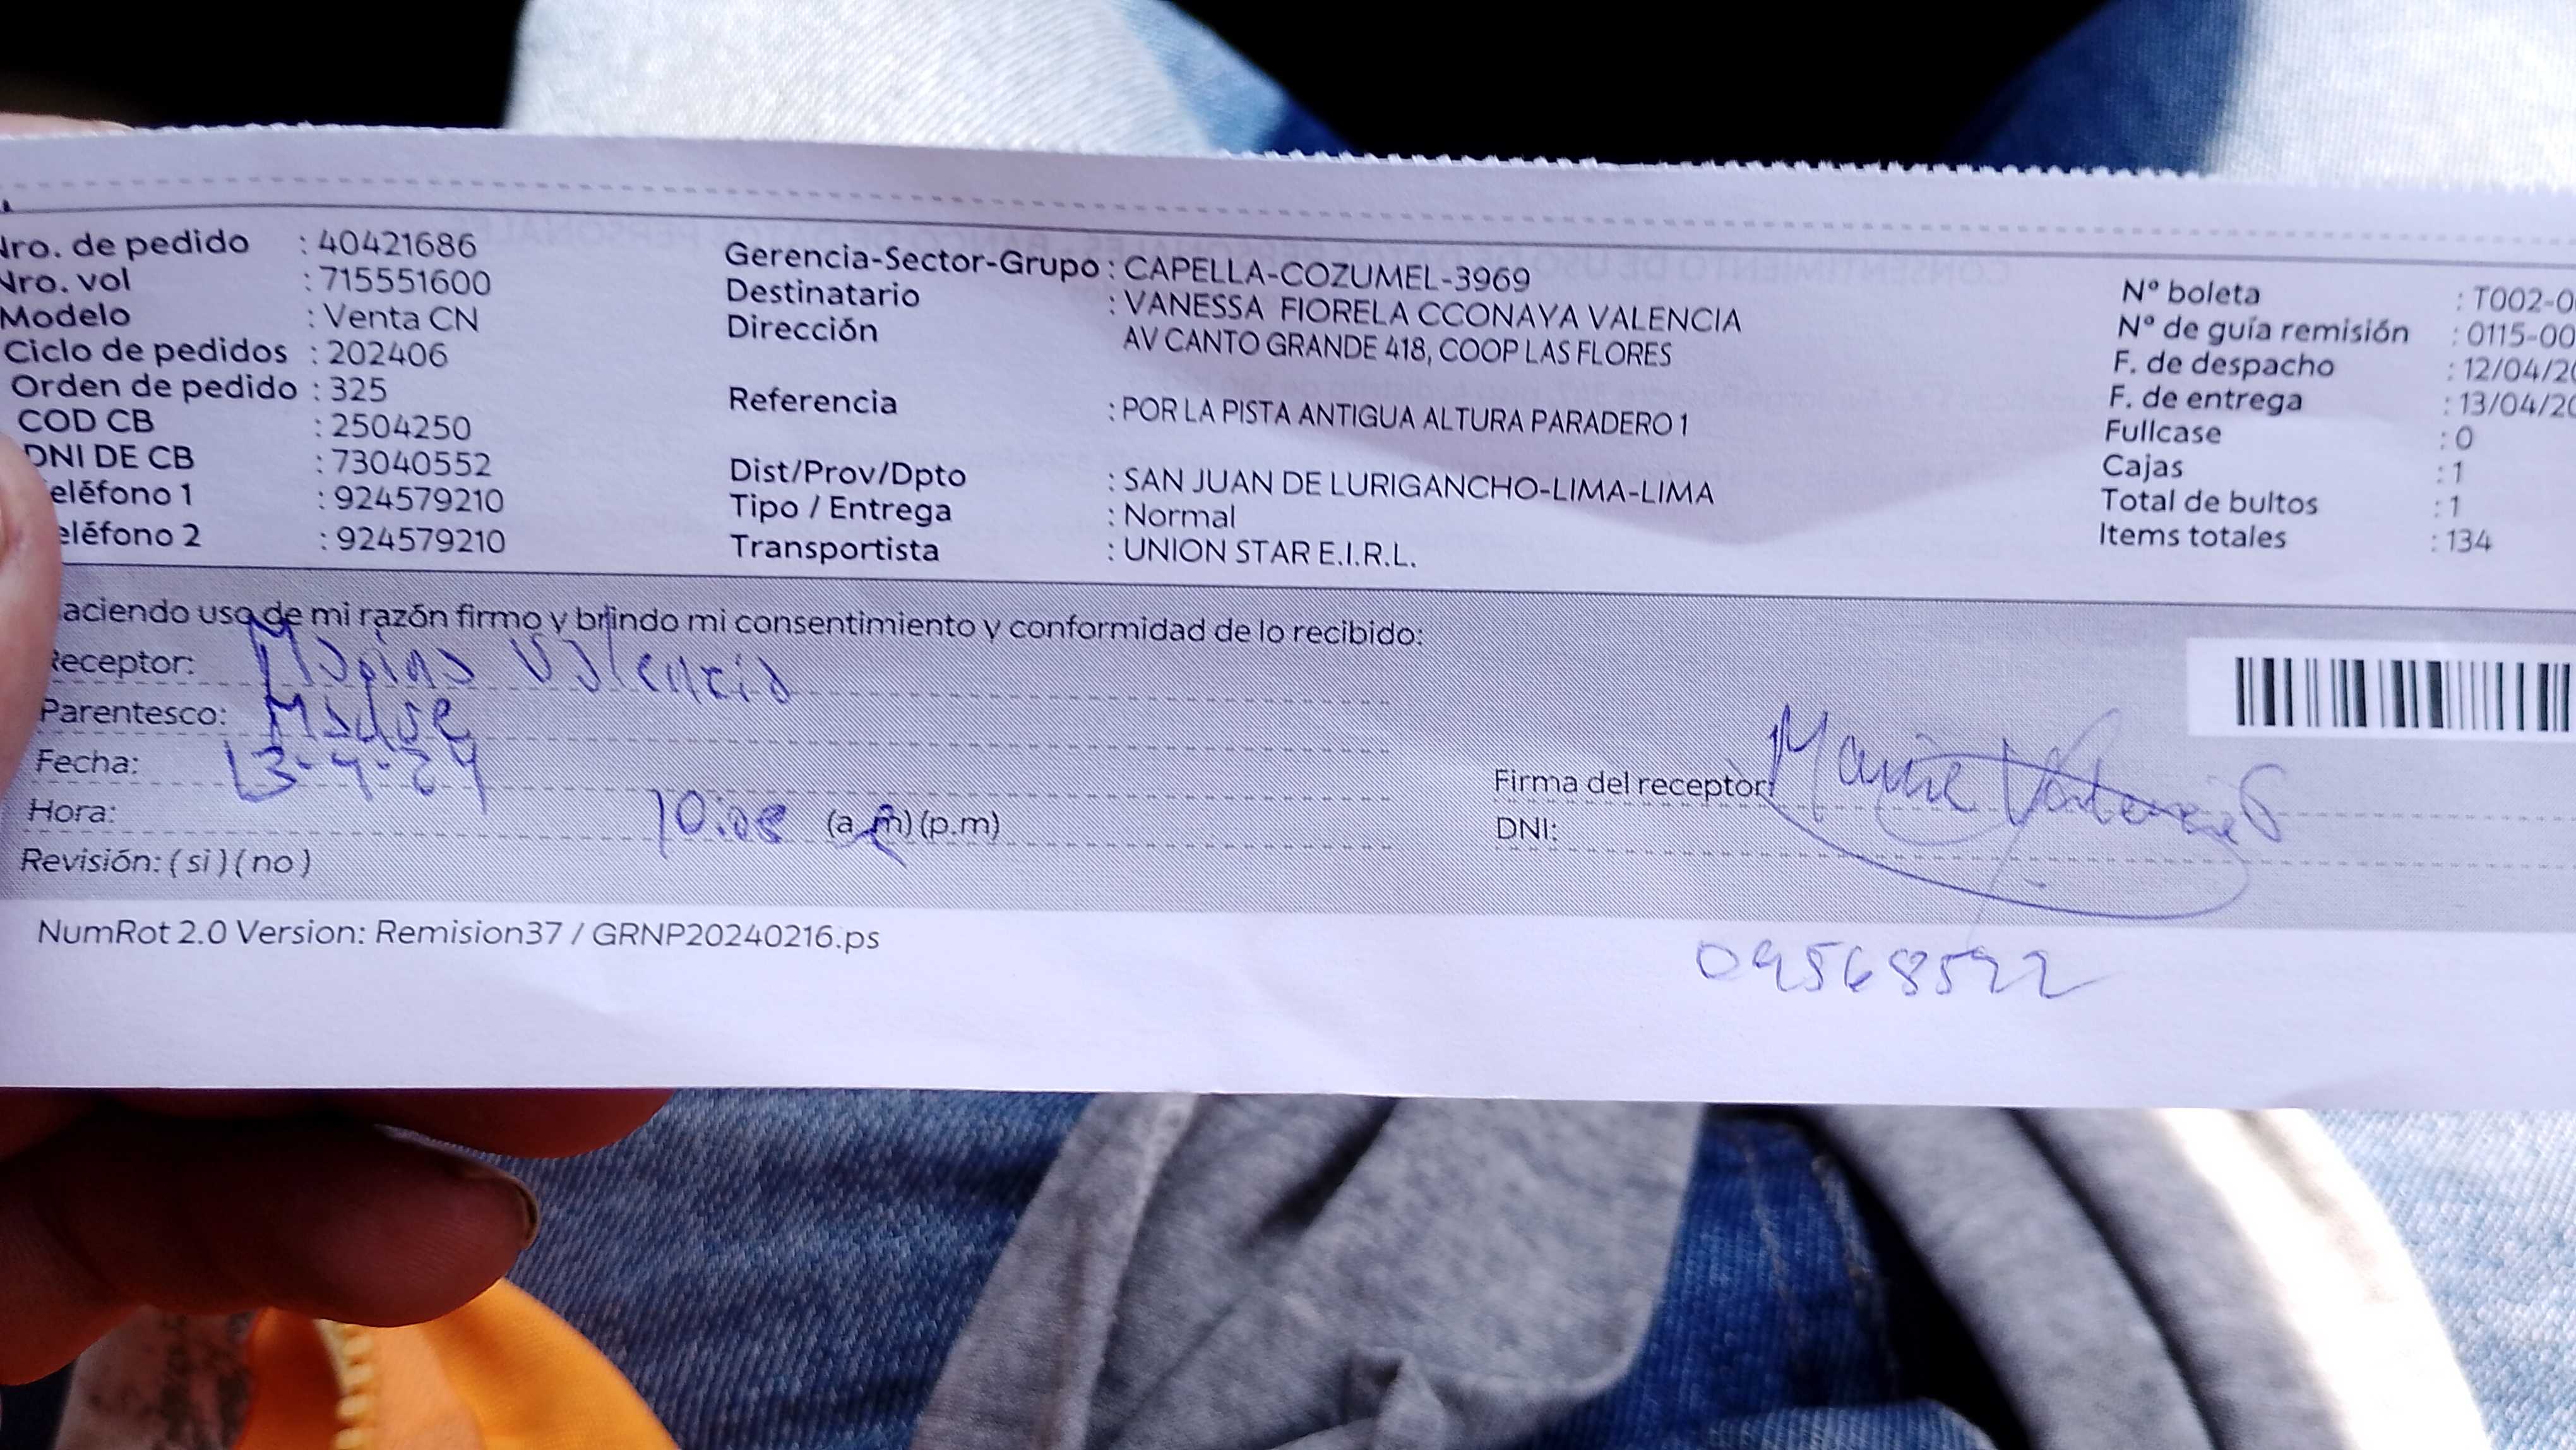 Nro. de pedido : 40421686
Nro. vol : 715551600
Modelo : Venta CN
Ciclo de pedidos : 202406
Orden de pedido : 325
COD CB : 2504250
DNI DE CB : 73040552
eléfono 1 : 924579210
eléfono 2 : 924579210
Gerencia-Sector-Grupo : CAPELLA-COZUMEL-3969
Destinatario : VANESSA FIORELA CCONAYA VALENCIA
Dirección AV CANTO GRANDE 418, COOP LAS FLORES
Referencia : POR LA PISTA ANTIGUA ALTURA PARADERO 1
Dist/Prov/Dpto : SAN JUAN DE LURIGANCHO-LIMA-LIMA
Tipo / Entrega : Normal
Transportista : UNION STAR E.I.R.L.
Nº boleta : T002-0
Nº de guía remisión : 0115-00
F. de despacho : 12/04/20
F. de entrega : 13/04/20
Fullcase : 0
Cajas : 1
Total de bultos : 1
Items totales : 134
aciendo uso de mi razón firmo y brindo mi consentimiento y conformidad de lo recibido:
Receptor: Valencia
Parentesco: Madre
Fecha: 13-4-24
Hora: 10:08 (a.m) (p.m)
Revisión: ( si ) ( no )
Firma del receptor: Valencia
DNI:
09568522
NumRot 2.0 Version: Remision37 / GRNP20240216.ps